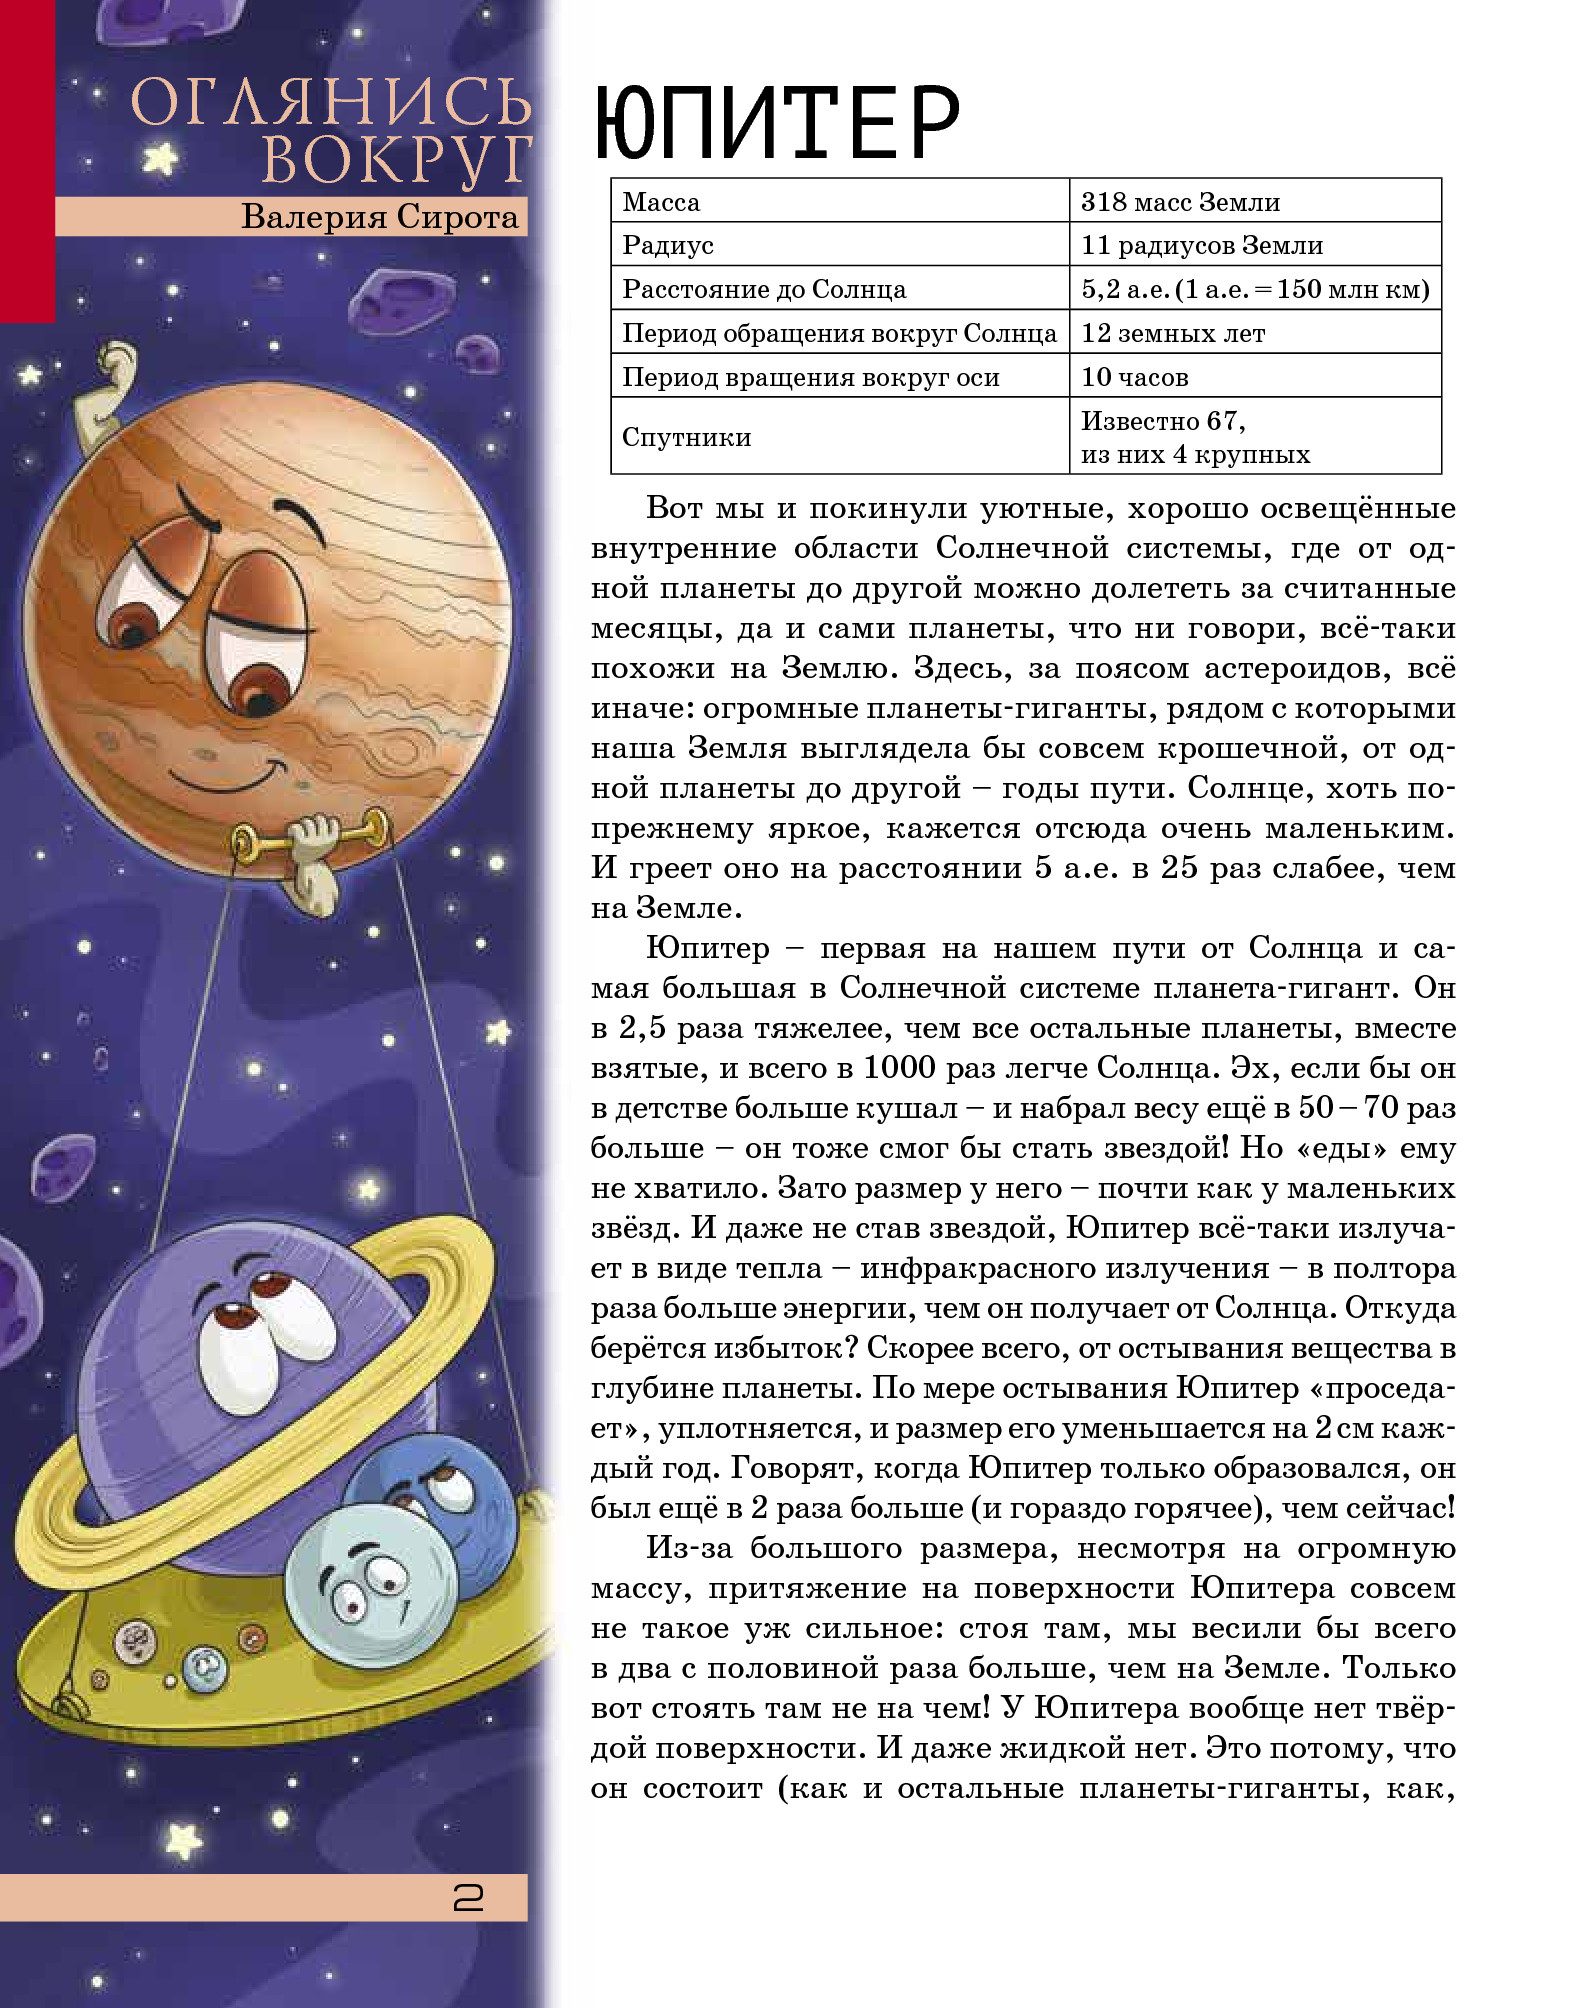 ОГЛЯНИСЬ
ВОКРУГ
Валерия Сирота
ЮПИТЕР
Масса 318 масс Земли
Радиус 11 радиусов Земли
Расстояние до Солнца 5,2 а.е. (1 а.е. = 150 млн км)
Период обращения вокруг Солнца 12 земных лет
Период вращения вокруг оси 10 часов
Спутники Известно 67,
из них 4 крупных
Вот мы и покинули уютные, хорошо освещённые
внутренние области Солнечной системы, где от од-
ной планеты до другой можно долететь за считанные
месяцы, да и сами планеты, что ни говори, всё-таки
похожи на Землю. Здесь, за поясом астероидов, всё
иначе: огромные планеты-гиганты, рядом с которыми
наша Земля выглядела бы совсем крошечной, от од-
ной планеты до другой – годы пути. Солнце, хоть по-
прежнему яркое, кажется отсюда очень маленьким.
И греет оно на расстоянии 5 а.е. в 25 раз слабее, чем
на Земле.
Юпитер – первая на нашем пути от Солнца и са-
мая большая в Солнечной системе планета-гигант. Он
в 2,5 раза тяжелее, чем все остальные планеты, вместе
взятые, и всего в 1000 раз легче Солнца. Эх, если бы он
в детстве больше кушал – и набрал весу ещё в 50 – 70 раз
больше – он тоже смог бы стать звездой! Но «еды» ему
не хватило. Зато размер у него – почти как у маленьких
звёзд. И даже не став звездой, Юпитер всё-таки излуча-
ет в виде тепла – инфракрасного излучения – в полтора
раза больше энергии, чем он получает от Солнца. Откуда
берётся избыток? Скорее всего, от остывания вещества в
глубине планеты. По мере остывания Юпитер «проседа-
ет», уплотняется, и размер его уменьшается на 2 см каж-
дый год. Говорят, когда Юпитер только образовался, он
был ещё в 2 раза больше (и гораздо горячее), чем сейчас!
Из-за большого размера, несмотря на огромную
массу, притяжение на поверхности Юпитера совсем
не такое уж сильное: стоя там, мы весили бы всего
в два с половиной раза больше, чем на Земле. Только
вот стоять там не на чем! У Юпитера вообще нет твёр-
дой поверхности. И даже жидкой нет. Это потому, что
он состоит (как и остальные планеты-гиганты, как,
2